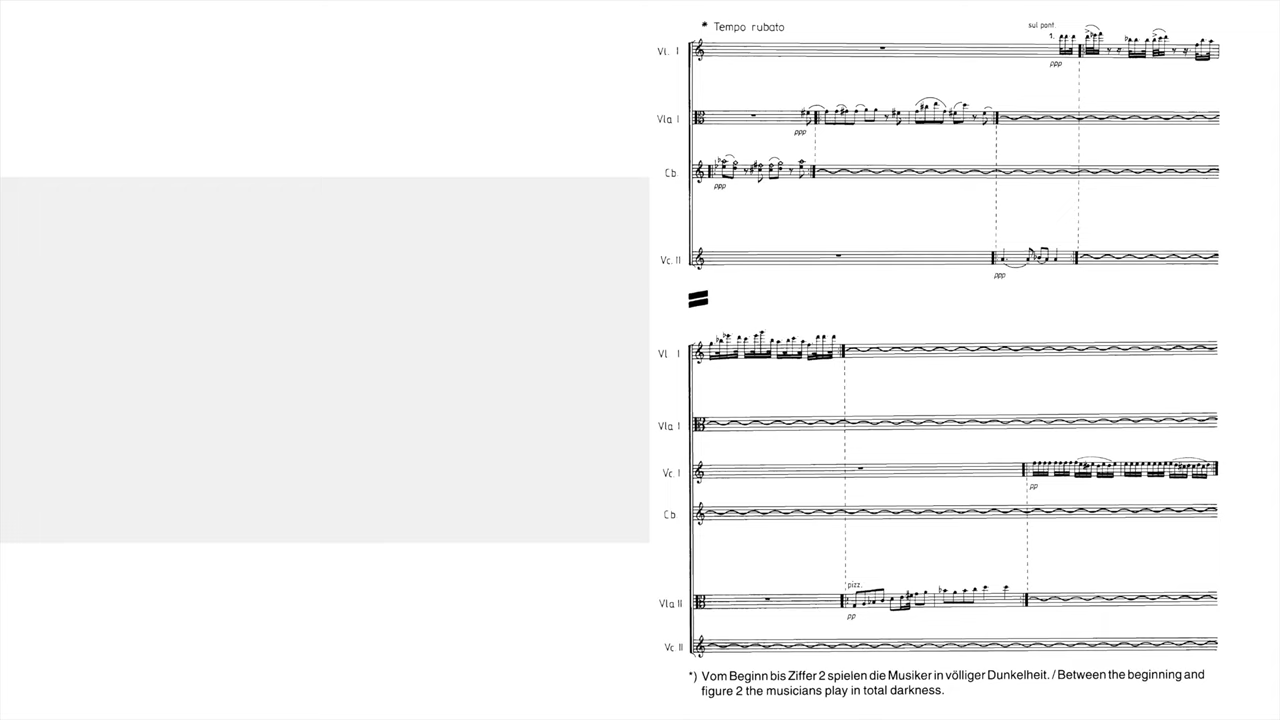 * Tempo rubato
sul pont.
1.
Vl. I
ppp
Vla I
ppp
Cb.
ppp
Vc. II
ppp
Vl. I
Vla I
Vc. I
pp
Cb.
pizz.
Vla II
pp
Vc. II
*) Vom Beginn bis Ziffer 2 spielen die Musiker in völliger Dunkelheit. / Between the beginning and
figure 2 the musicians play in total darkness.